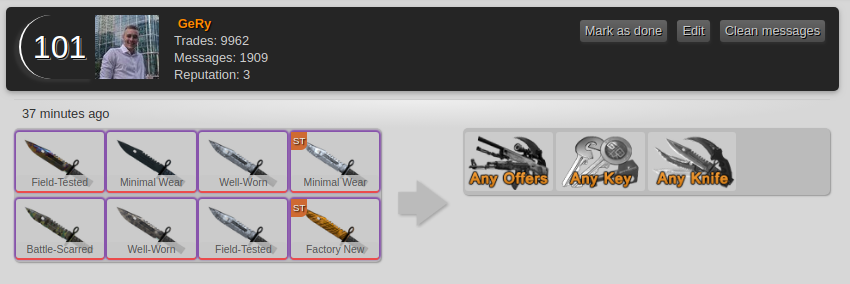 101
GeRy
Trades: 9962
Messages: 1909
Reputation: 3
Mark as done
Edit
Clean messages
37 minutes ago
Field-Tested
Minimal Wear
Well-Worn
ST
Minimal Wear
Any Offers
Any Key
Any Knife
Battle-Scarred
Well-Worn
Field-Tested
ST
Factory New